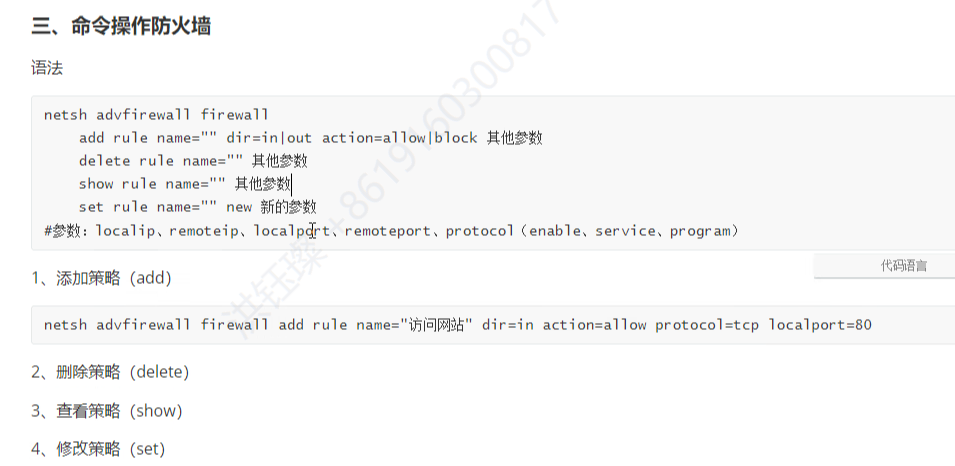 三、命令操作防火墙
语法
netsh advfirewall firewall
add rule name="" dir=in|out action=allow|block 其他参数
delete rule name="" 其他参数
show rule name="" 其他参数
set rule name="" new 新的参数
#参数：localip、remoteip、localport、remoteport、protocol（enable、service、program）
代码语言
1、添加策略（add）
netsh advfirewall firewall add rule name="访问网站" dir=in action=allow protocol=tcp localport=80
2、删除策略（delete）
3、查看策略（show）
4、修改策略（set）
洪钰璨 +8619160300817